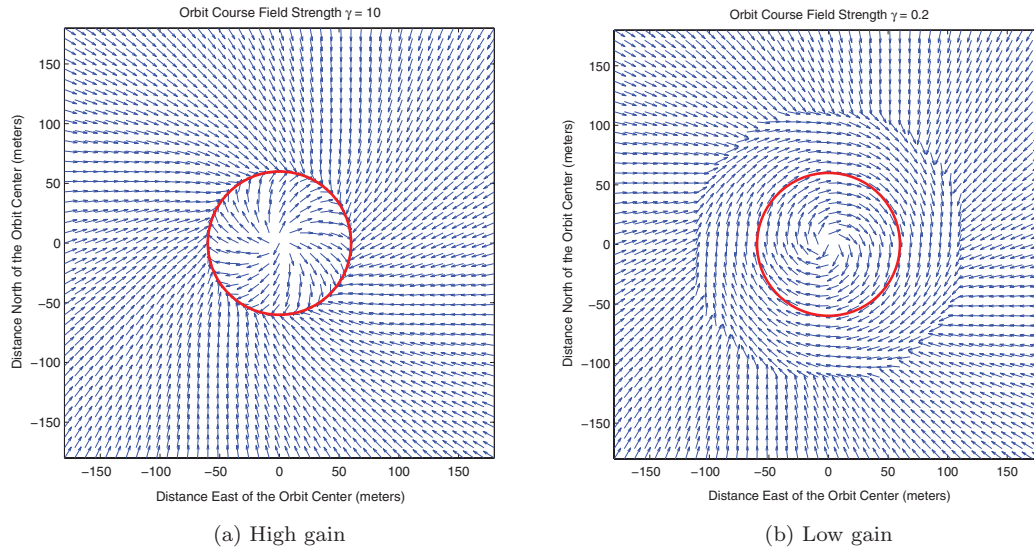 Orbit Course Field Strength γ = 10
150
100
50
0
−50
−100
−150
−150 −100 −50 0 50 100 150
Distance North of the Orbit Center (meters)
Distance East of the Orbit Center (meters)
(a) High gain
Orbit Course Field Strength γ = 0.2
150
100
50
0
−50
−100
−150
−150 −100 −50 0 50 100 150
Distance North of the Orbit Center (meters)
Distance East of the Orbit Center (meters)
(b) Low gain